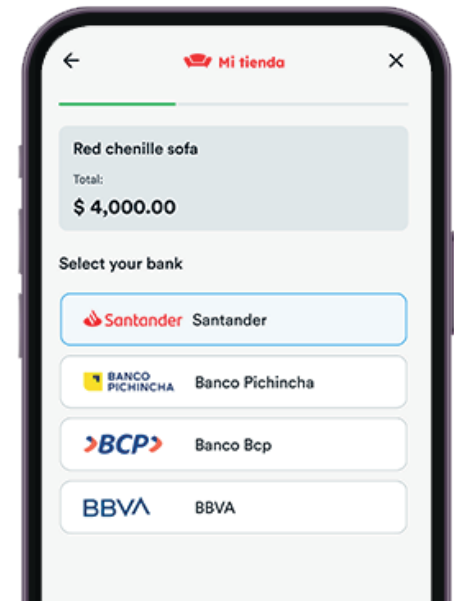 Mi tienda
Red chenille sofa
Total:
$ 4,000.00
Select your bank
Santander Santander
BANCO
PICHINCHA Banco Pichincha
BCP Banco Bcp
BBVA BBVA